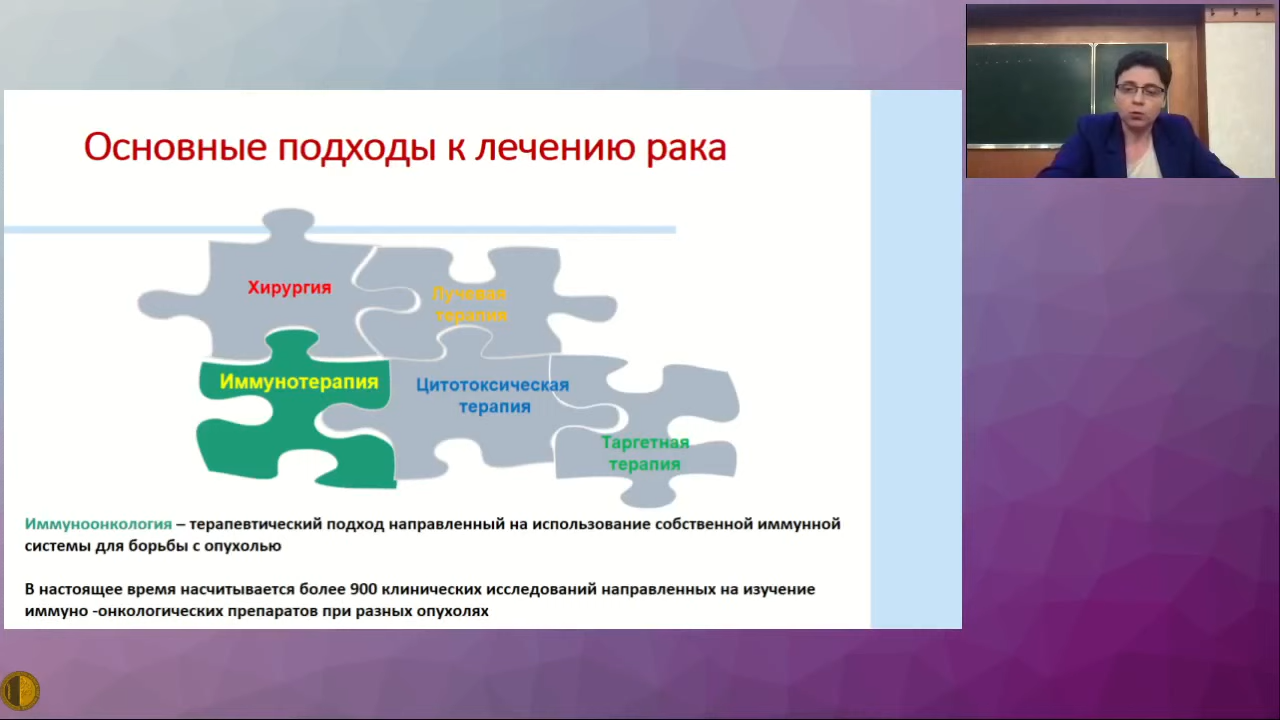 Основные подходы к лечению рака
Хирургия
Лучевая
терапия
Иммунотерапия
Цитотоксическая
терапия
Таргетная
терапия
Иммуноонкология – терапевтический подход направленный на использование собственной иммунной
системы для борьбы с опухолью
В настоящее время насчитывается более 900 клинических исследований направленных на изучение
иммуно -онкологических препаратов при разных опухолях